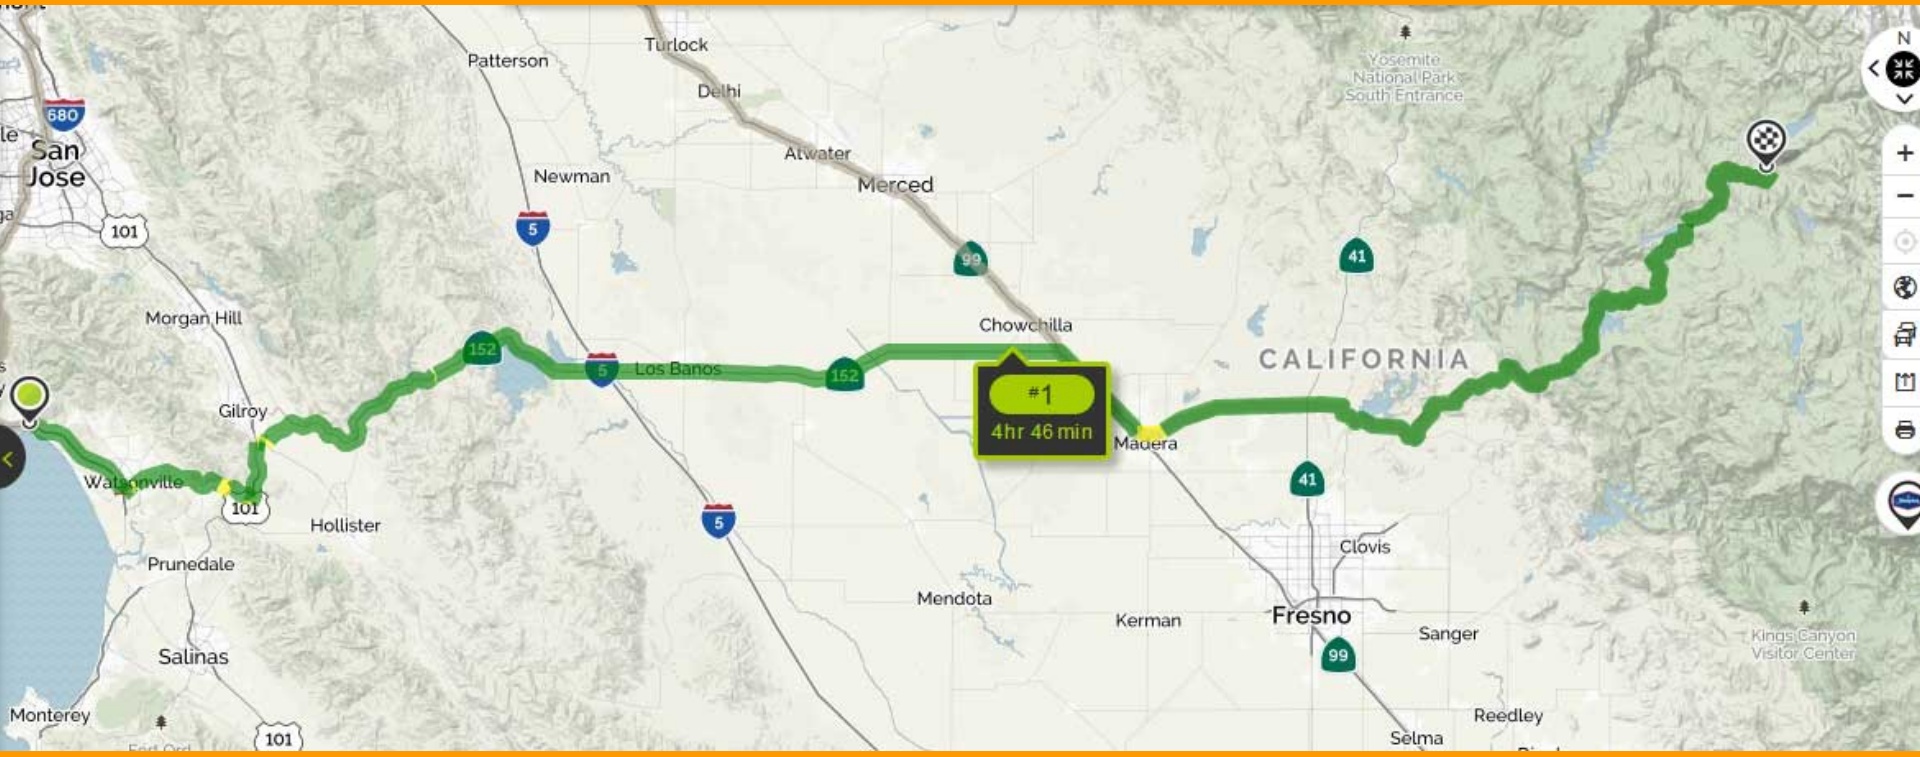 Turlock
Patterson
Yosemite
National Park
South Entrance
N
Delhi
680
San
Jose
Atwater
Merced
Newman
101
5
99
41
Morgan Hill
Chowchilla
152
CALIFORNIA
5
Los Banos
152
#1
4hr 46 min
Gilroy
Madera
Watsonville
101
41
Hollister
5
Clovis
Prunedale
Mendota
Kerman
Fresno
Sanger
Kings Canyon
Visitor Center
Salinas
99
Monterey
Reedley
101
Selma
Fort Ord